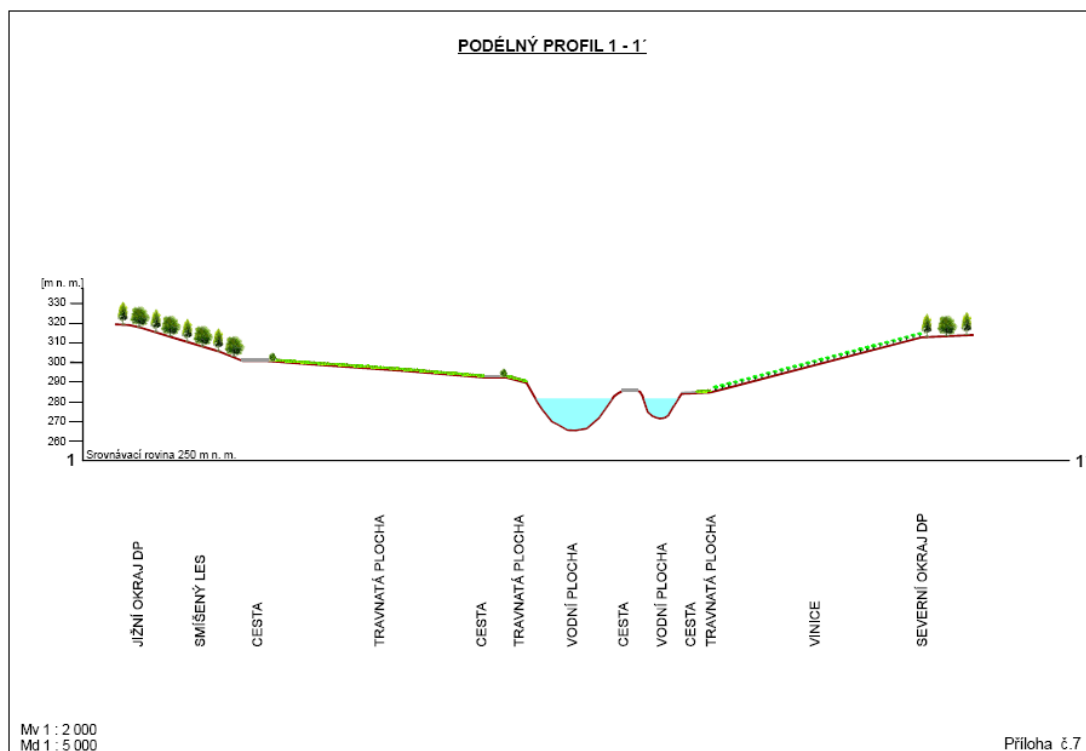 PODÉLNÝ PROFIL 1 - 1´
[m n. m.]
330
320
310
300
290
280
270
260
Srovnávací rovina 250 m n. m.
1
1
JIŽNÍ OKRAJ DP
SMÍŠENÝ LES
CESTA
TRAVNATÁ PLOCHA
CESTA
TRAVNATÁ PLOCHA
VODNÍ PLOCHA
CESTA
VODNÍ PLOCHA
CESTA
TRAVNATÁ PLOCHA
VINICE
SEVERNÍ OKRAJ DP
Mv 1 : 2 000
Md 1 : 5 000
Příloha č.7